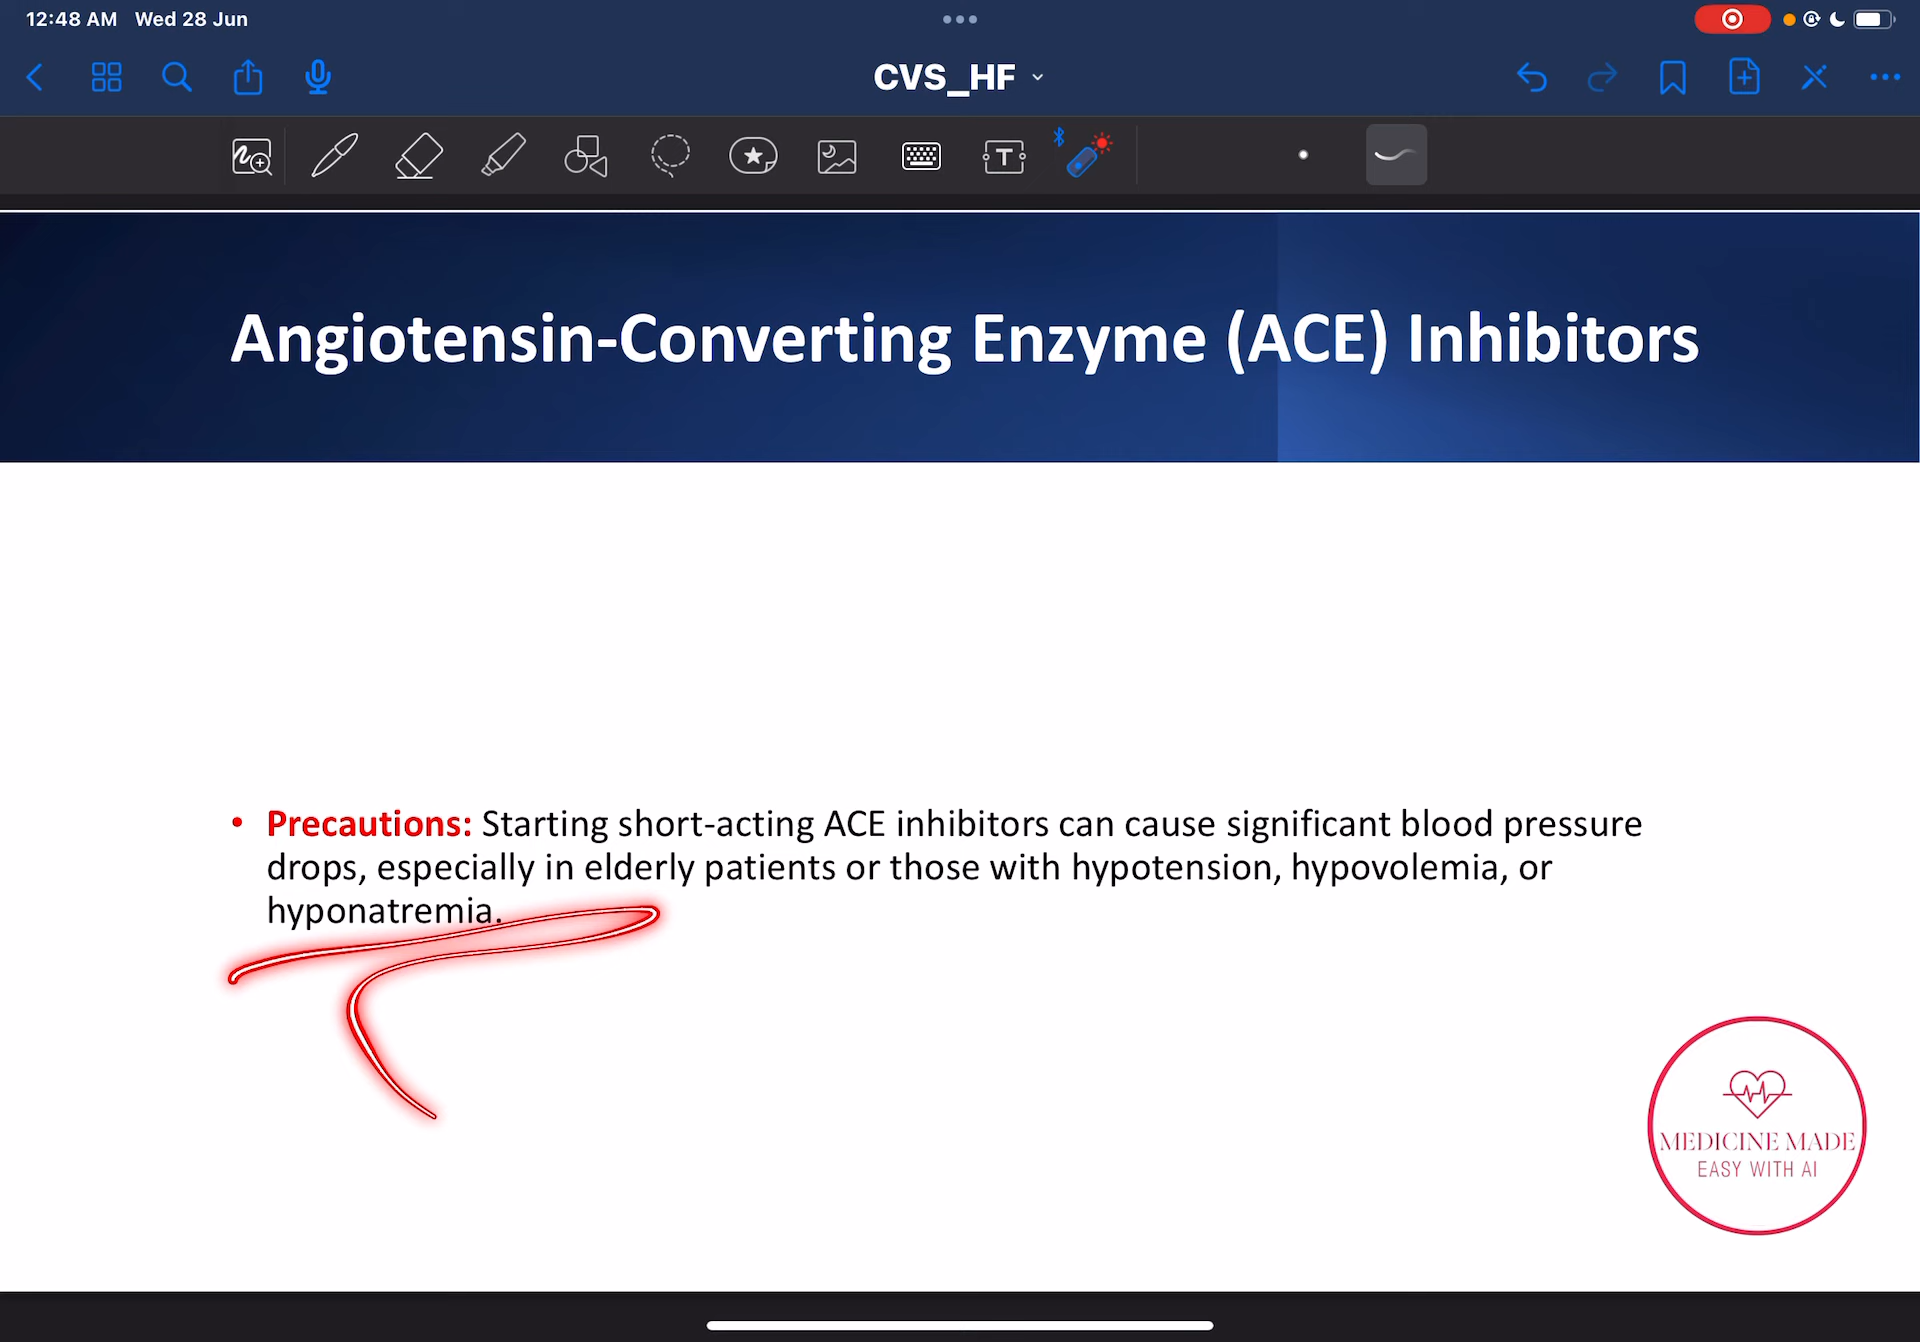 12:48 AM Wed 28 Jun
CVS_HF
T
Angiotensin-Converting Enzyme (ACE) Inhibitors
• Precautions: Starting short-acting ACE inhibitors can cause significant blood pressure
drops, especially in elderly patients or those with hypotension, hypovolemia, or
hyponatremia.
MEDICINE MADE
EASY WITH AI